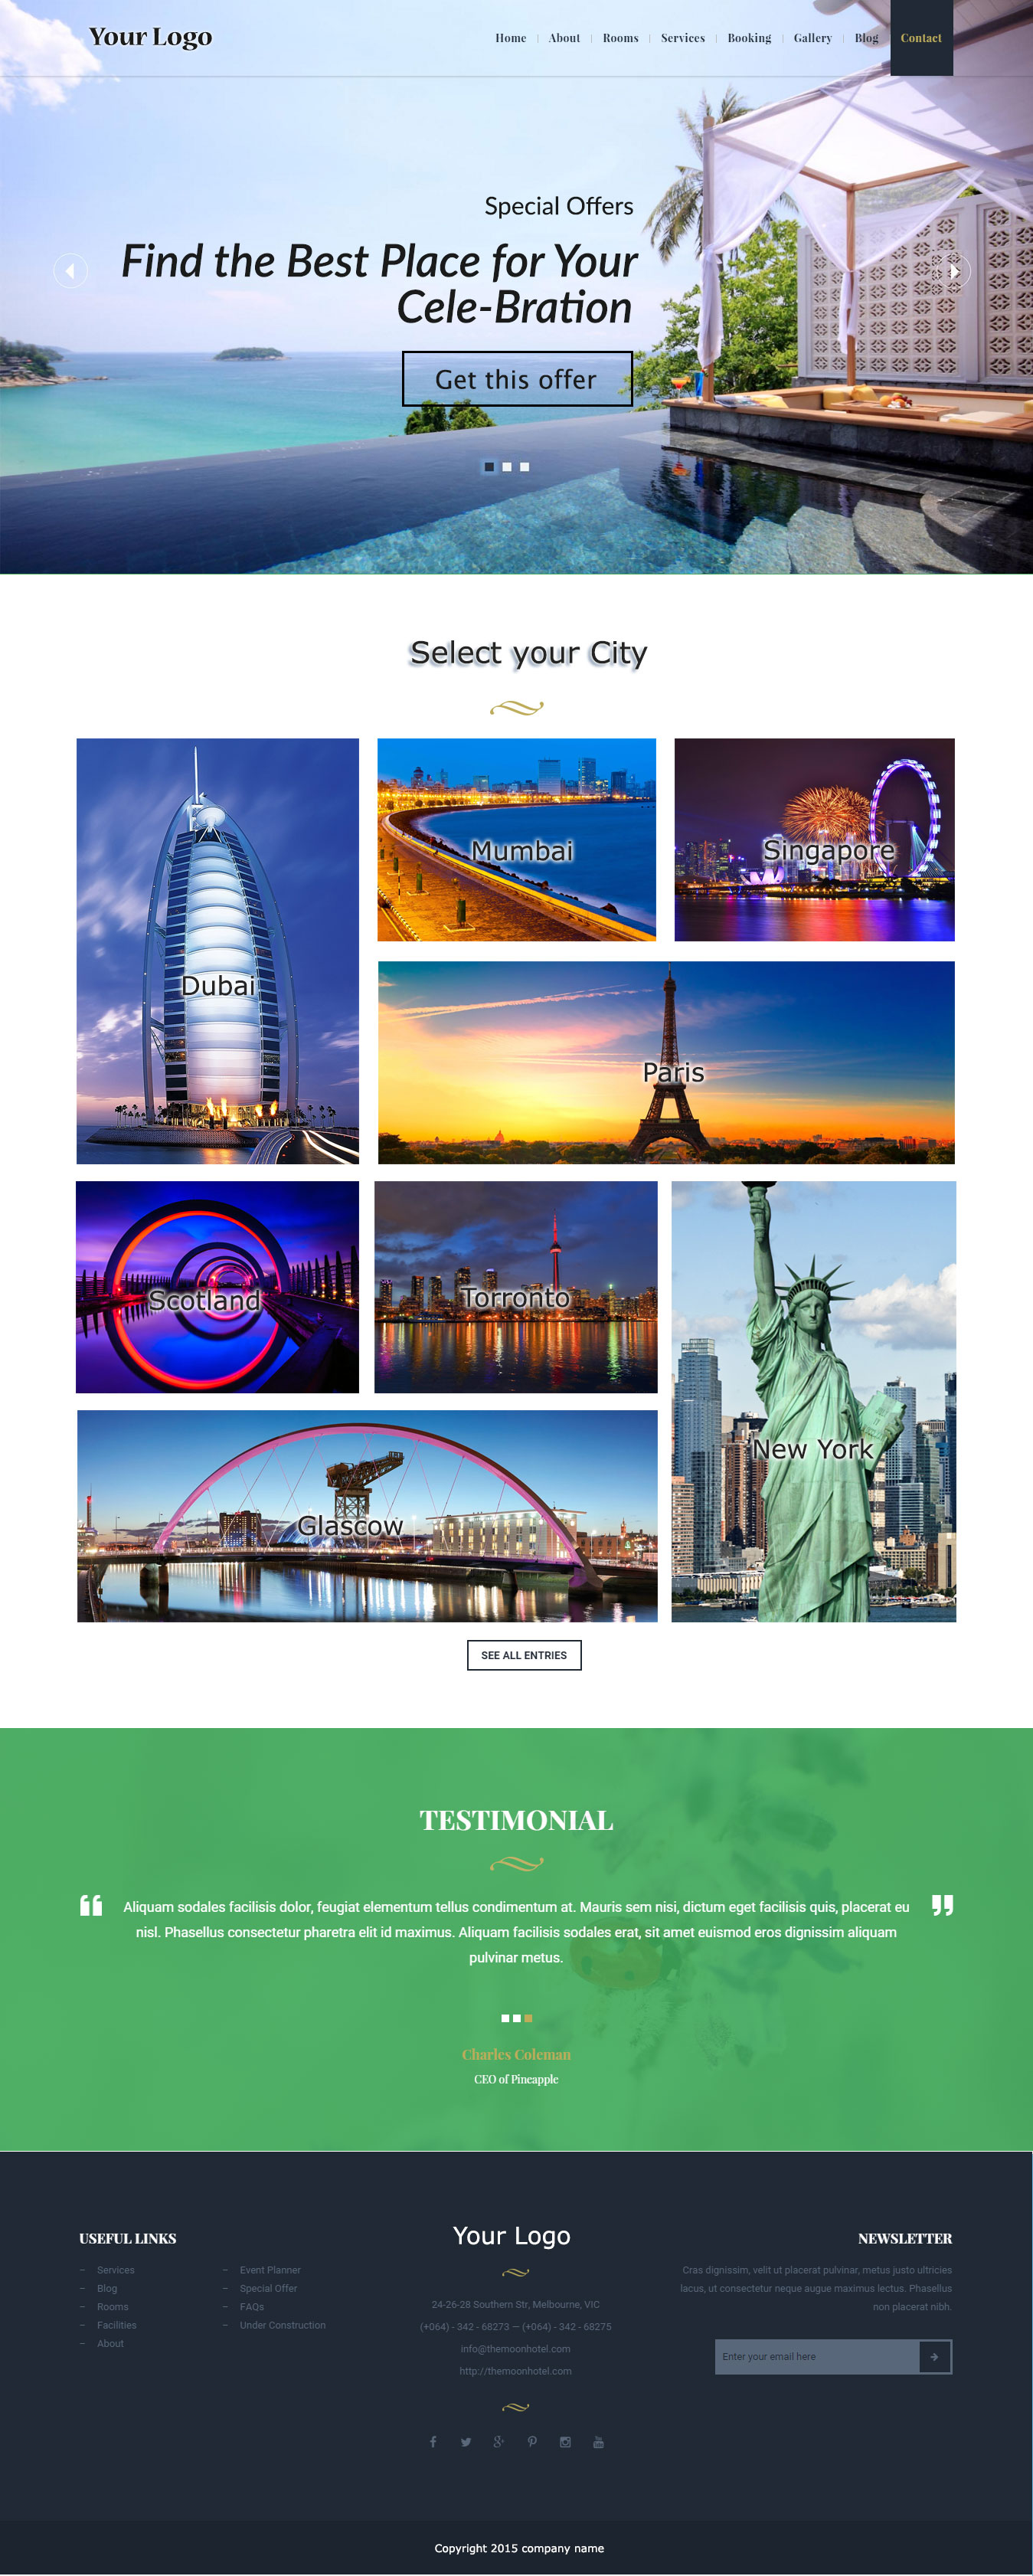 Your Logo
Home
About
Rooms
Services
Booking
Gallery
Blog
Contact
Special Offers
Find the Best Place for Your
Cele-Bration
Get this offer
Select your City
Dubai
Mumbai
Singapore
Paris
Scotland
Torronto
New York
Glascow
SEE ALL ENTRIES
TESTIMONIAL
Aliquam sodales facilisis dolor, feugiat elementum tellus condimentum at. Mauris sem nisi, dictum eget facilisis quis, placerat eu
nisl. Phasellus consectetur pharetra elit id maximus. Aliquam facilisis sodales erat, sit amet euismod eros dignissim aliquam
pulvinar metus.
Charles Coleman
CEO of Pineapple
USEFUL LINKS
– Services
– Blog
– Rooms
– Facilities
– About
– Event Planner
– Special Offer
– FAQs
– Under Construction
Your Logo
24-26-28 Southern Str, Melbourne, VIC
(+064) - 342 - 68273 — (+064) - 342 - 68275
info@themoonhotel.com
http://themoonhotel.com
NEWSLETTER
Cras dignissim, velit ut placerat pulvinar, metus justo ultricies
lacus, ut consectetur neque augue maximus lectus. Phasellus
non placerat nibh.
Enter your email here
Copyright 2015 company name